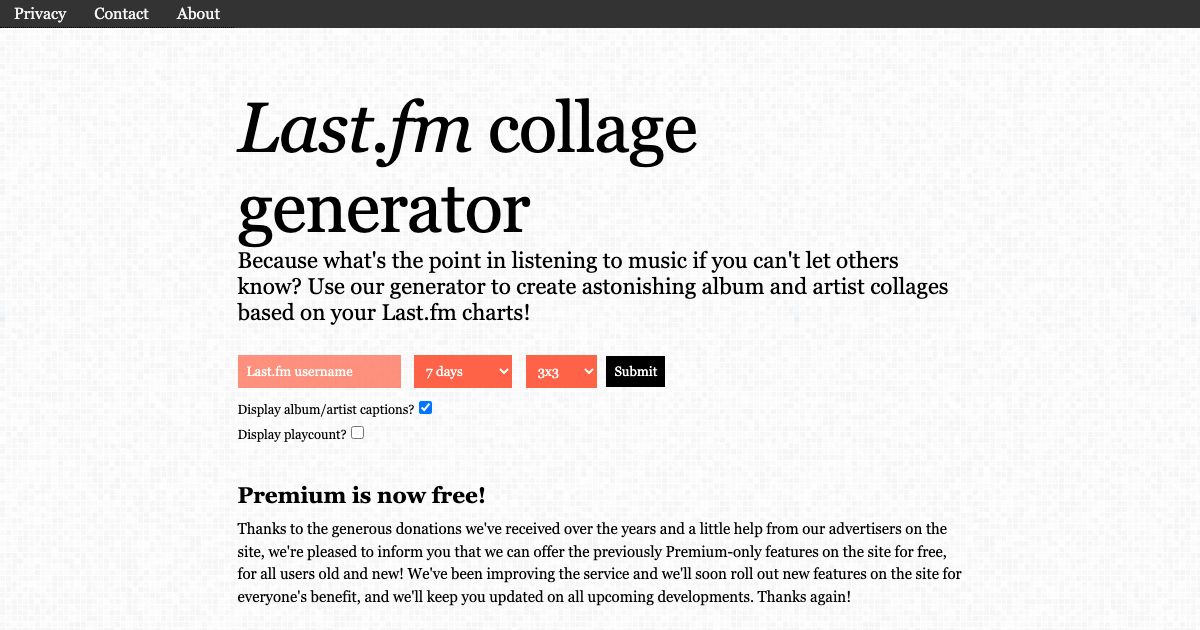 Privacy Contact About
Last.fm collage
generator
Because what's the point in listening to music if you can't let others
know? Use our generator to create astonishing album and artist collages
based on your Last.fm charts!
Last.fm username 7 days 3x3 Submit
Display album/artist captions?
Display playcount?
Premium is now free!
Thanks to the generous donations we've received over the years and a little help from our advertisers on the
site, we're pleased to inform you that we can offer the previously Premium-only features on the site for free,
for all users old and new! We've been improving the service and we'll soon roll out new features on the site for
everyone's benefit, and we'll keep you updated on all upcoming developments. Thanks again!